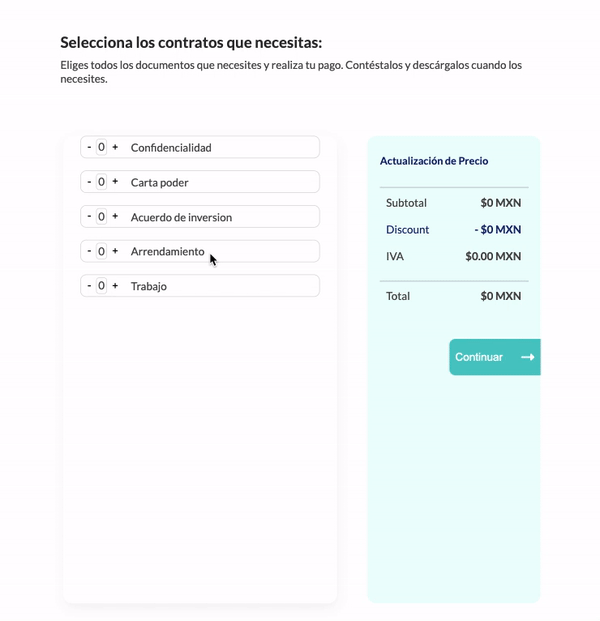 Selecciona los contratos que necesitas:
Eliges todos los documentos que necesites y realiza tu pago. Contéstalos y descárgalos cuando los
necesites.
- 0 + Confidencialidad
- 0 + Carta poder
- 0 + Acuerdo de inversion
- 0 + Arrendamiento
- 0 + Trabajo
Actualización de Precio
Subtotal $0 MXN
Discount - $0 MXN
IVA $0.00 MXN
Total $0 MXN
Continuar →